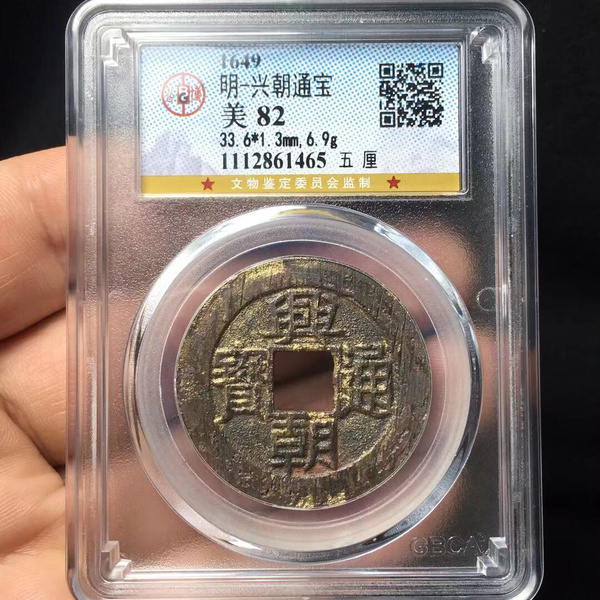 1649
明-兴朝通宝
美 82
33.6*1.3mm,6.9g
1112861465 五 厘
文物鉴定委员会监制
興朝通寶
GBCA